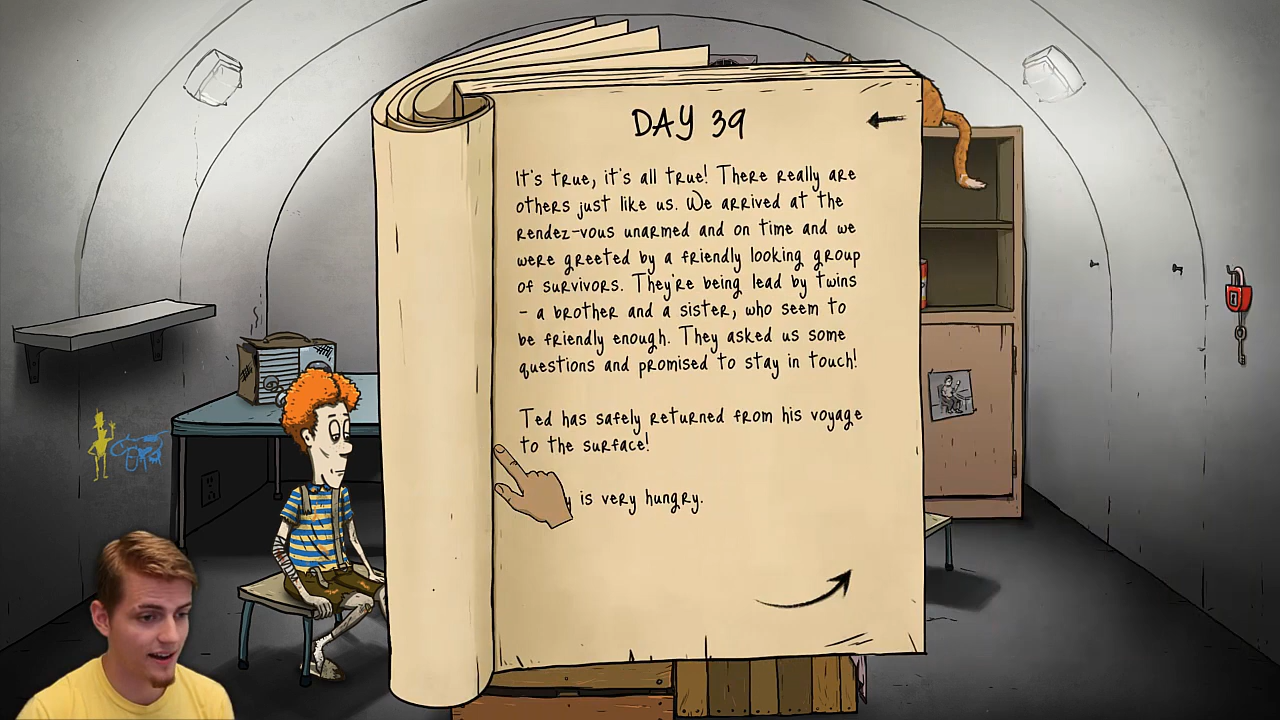 DAY 39
It's true, it's all true! There really are
others just like us. We arrived at the
rendez-vous unarmed and on time and we
were greeted by a friendly looking group
of survivors. They're being lead by twins
- a brother and a sister, who seem to
be friendly enough. They asked us some
questions and promised to stay in touch!
Ted has safely returned from his voyage
to the surface!
is very hungry.